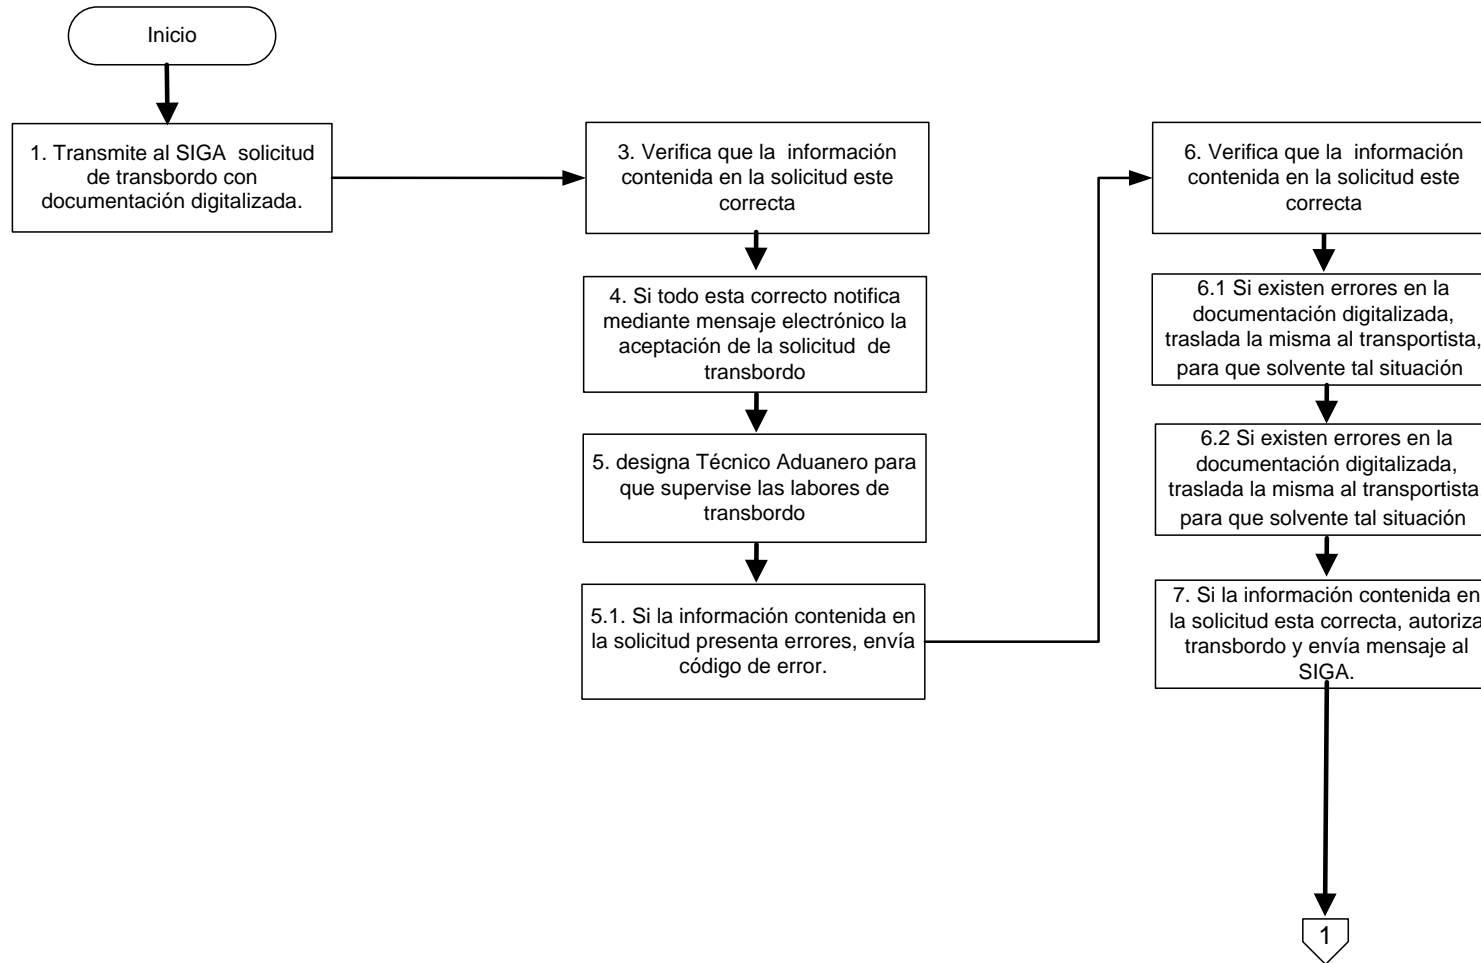 Inicio
1. Transmite al SIGA solicitud
de transbordo con
documentación digitalizada.
3. Verifica que la información
contenida en la solicitud este
correcta
4. Si todo esta correcto notifica
mediante mensaje electrónico la
aceptación de la solicitud de
transbordo
5. designa Técnico Aduanero para
que supervise las labores de
transbordo
5.1. Si la información contenida en
la solicitud presenta errores, envía
código de error.
6. Verifica que la información
contenida en la solicitud este
correcta
6.1 Si existen errores en la
documentación digitalizada,
traslada la misma al transportista,
para que solvente tal situación
6.2 Si existen errores en la
documentación digitalizada,
traslada la misma al transportista
para que solvente tal situación
7. Si la información contenida en
la solicitud esta correcta, autoriza
transbordo y envía mensaje al
SIGA.
1